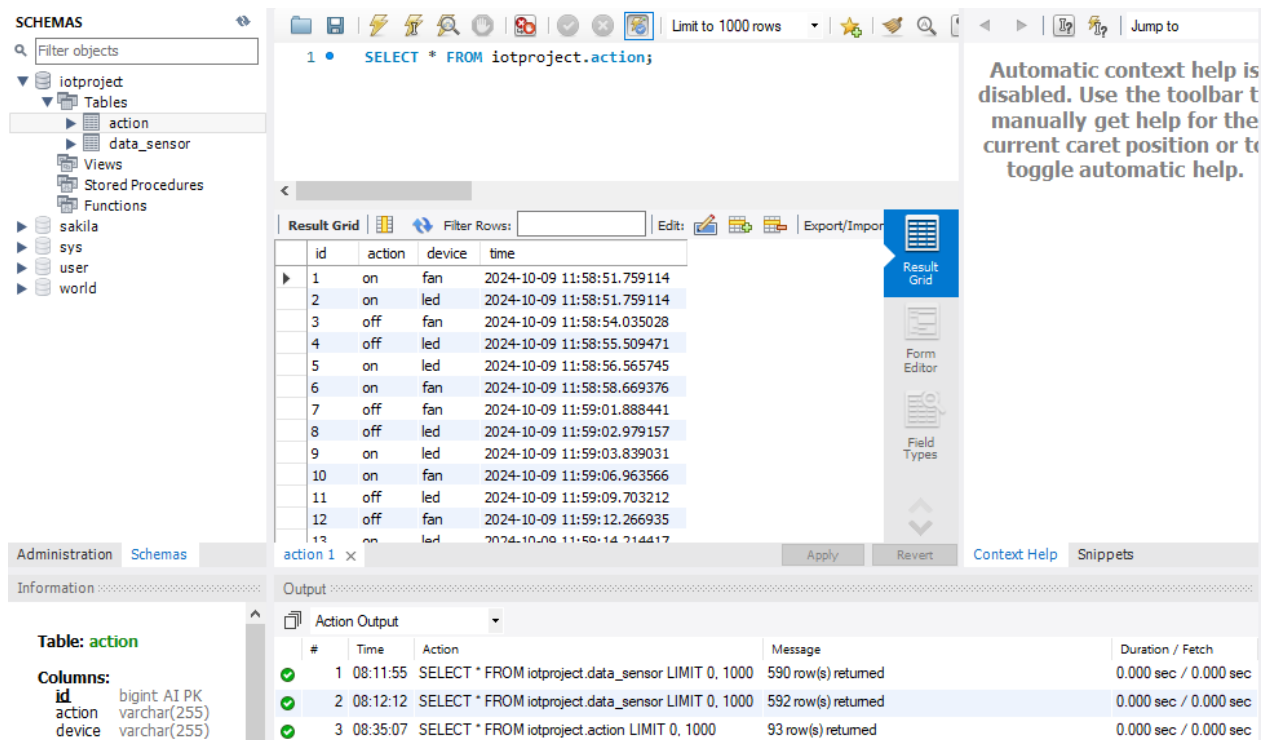 SCHEMAS
Filter objects
iotproject
Tables
action
data_sensor
Views
Stored Procedures
Functions
sakila
sys
user
world
Administration Schemas
Information
Table: action
Columns:
id bigint AI PK
action varchar(255)
device varchar(255)
Limit to 1000 rows
1 SELECT * FROM iotproject.action;
Result Grid Filter Rows: Edit: Export/Impor
id action device time
1 on fan 2024-10-09 11:58:51.759114
2 on led 2024-10-09 11:58:51.759114
3 off fan 2024-10-09 11:58:54.035028
4 off led 2024-10-09 11:58:55.509471
5 on led 2024-10-09 11:58:56.565745
6 on fan 2024-10-09 11:58:58.669376
7 off fan 2024-10-09 11:59:01.888441
8 off led 2024-10-09 11:59:02.979157
9 on led 2024-10-09 11:59:03.839031
10 on fan 2024-10-09 11:59:06.963566
11 off led 2024-10-09 11:59:09.703212
12 off fan 2024-10-09 11:59:12.266935
13 on led 2024-10-09 11:59:14.214417
Result
Grid
Form
Editor
Field
Types
action 1
Apply Revert
Jump to
Automatic context help is
disabled. Use the toolbar t
manually get help for the
current caret position or to
toggle automatic help.
Context Help Snippets
Output
Action Output
# Time Action Message Duration / Fetch
1 08:11:55 SELECT * FROM iotproject.data_sensor LIMIT 0, 1000 590 row(s) returned 0.000 sec / 0.000 sec
2 08:12:12 SELECT * FROM iotproject.data_sensor LIMIT 0, 1000 592 row(s) returned 0.000 sec / 0.000 sec
3 08:35:07 SELECT * FROM iotproject.action LIMIT 0, 1000 93 row(s) returned 0.000 sec / 0.000 sec